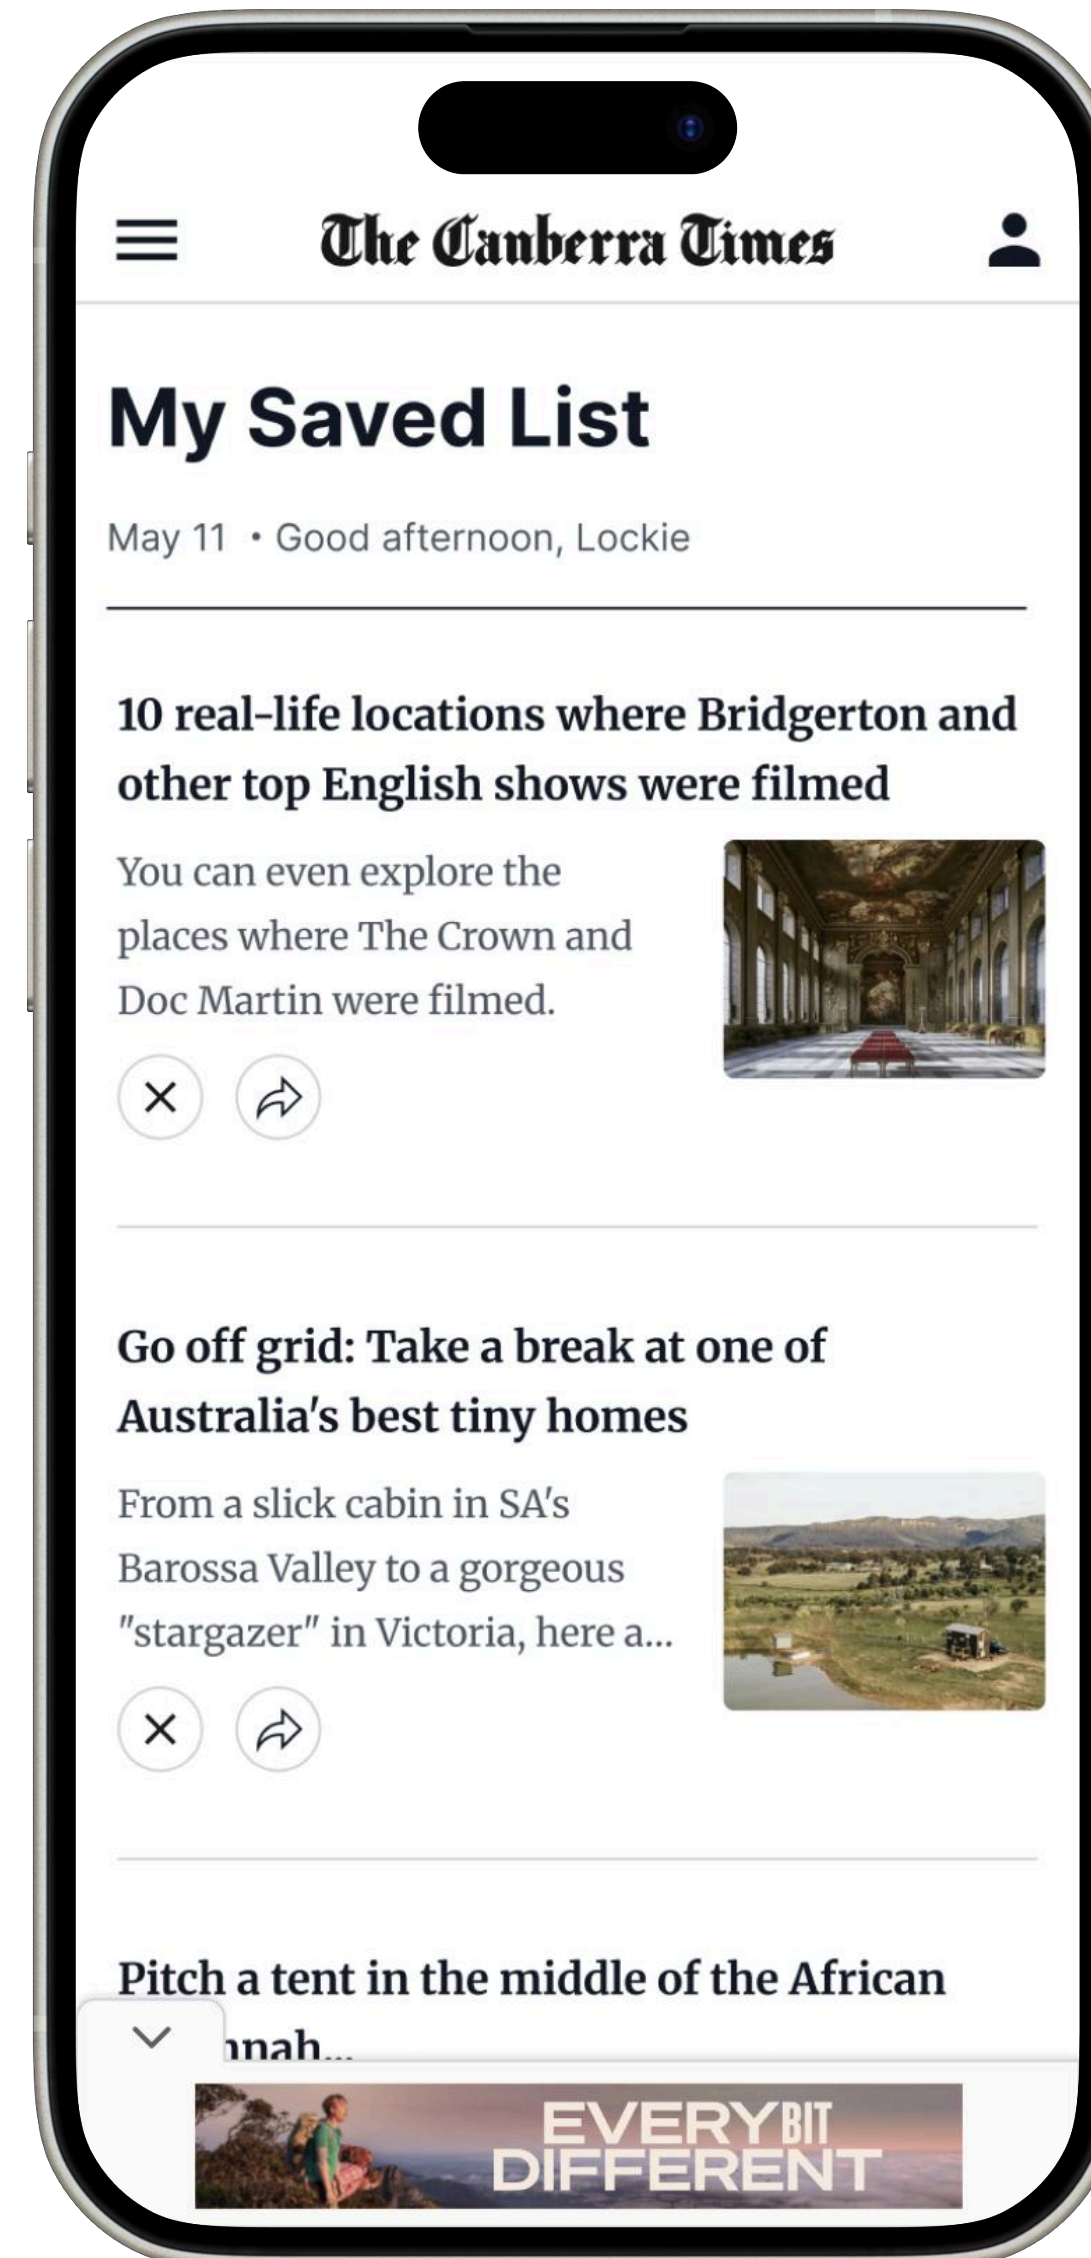 The Canberra Times
My Saved List
May 11 • Good afternoon, Lockie
10 real-life locations where Bridgerton and
other top English shows were filmed
You can even explore the
places where The Crown and
Doc Martin were filmed.
Go off grid: Take a break at one of
Australia's best tiny homes
From a slick cabin in SA's
Barossa Valley to a gorgeous
"stargazer" in Victoria, here a...
Pitch a tent in the middle of the African
EVERY BIT
DIFFERENT